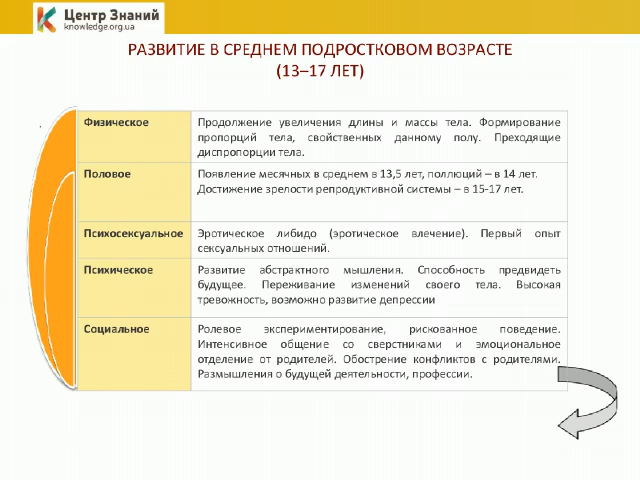 Центр Знаний
knowledge.org.ua
РАЗВИТИЕ В СРЕДНЕМ ПОДРОСТКОВОМ ВОЗРАСТЕ
(13–17 ЛЕТ)
Физическое
Продолжение увеличения длины и массы тела. Формирование
пропорций тела, свойственных данному полу. Преходящие
диспропорции тела.
Половое
Появление месячных в среднем в 13,5 лет, поллюций – в 14 лет.
Достижение зрелости репродуктивной системы – в 15-17 лет.
Психосексуальное
Эротическое либидо (эротическое влечение). Первый опыт
сексуальных отношений.
Психическое
Развитие абстрактного мышления. Способность предвидеть
будущее. Переживание изменений своего тела. Высокая
тревожность, возможно развитие депрессии
Социальное
Ролевое экспериментирование, рискованное поведение.
Интенсивное общение со сверстниками и эмоциональное
отделение от родителей. Обострение конфликтов с родителями.
Размышления о будущей деятельности, профессии.